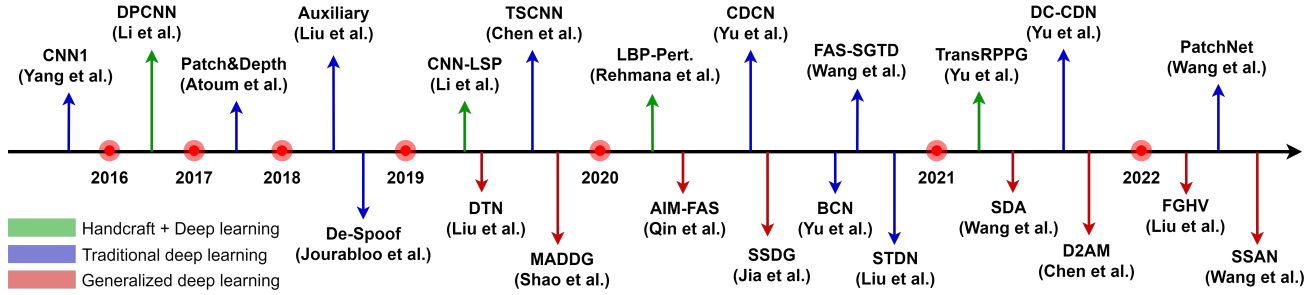 CNN1
(Yang et al.)
DPCNN
(Li et al.)
Patch&Depth
(Atoum et al.)
Auxiliary
(Liu et al.)
CNN-LSP
(Li et al.)
TSCNN
(Chen et al.)
LBP-Pert.
(Rehmana et al.)
CDCN
(Yu et al.)
FAS-SGTD
(Wang et al.)
TransRPPG
(Yu et al.)
DC-CDN
(Yu et al.)
PatchNet
(Wang et al.)
2016
2017
2018
2019
2020
2021
2022
De-Spoof
(Jourabloo et al.)
DTN
(Liu et al.)
MADDG
(Shao et al.)
AIM-FAS
(Qin et al.)
SSDG
(Jia et al.)
BCN
(Yu et al.)
STDN
(Liu et al.)
SDA
(Wang et al.)
D2AM
(Chen et al.)
FGHV
(Liu et al.)
SSAN
(Wang et al.)
Handcraft + Deep learning
Traditional deep learning
Generalized deep learning